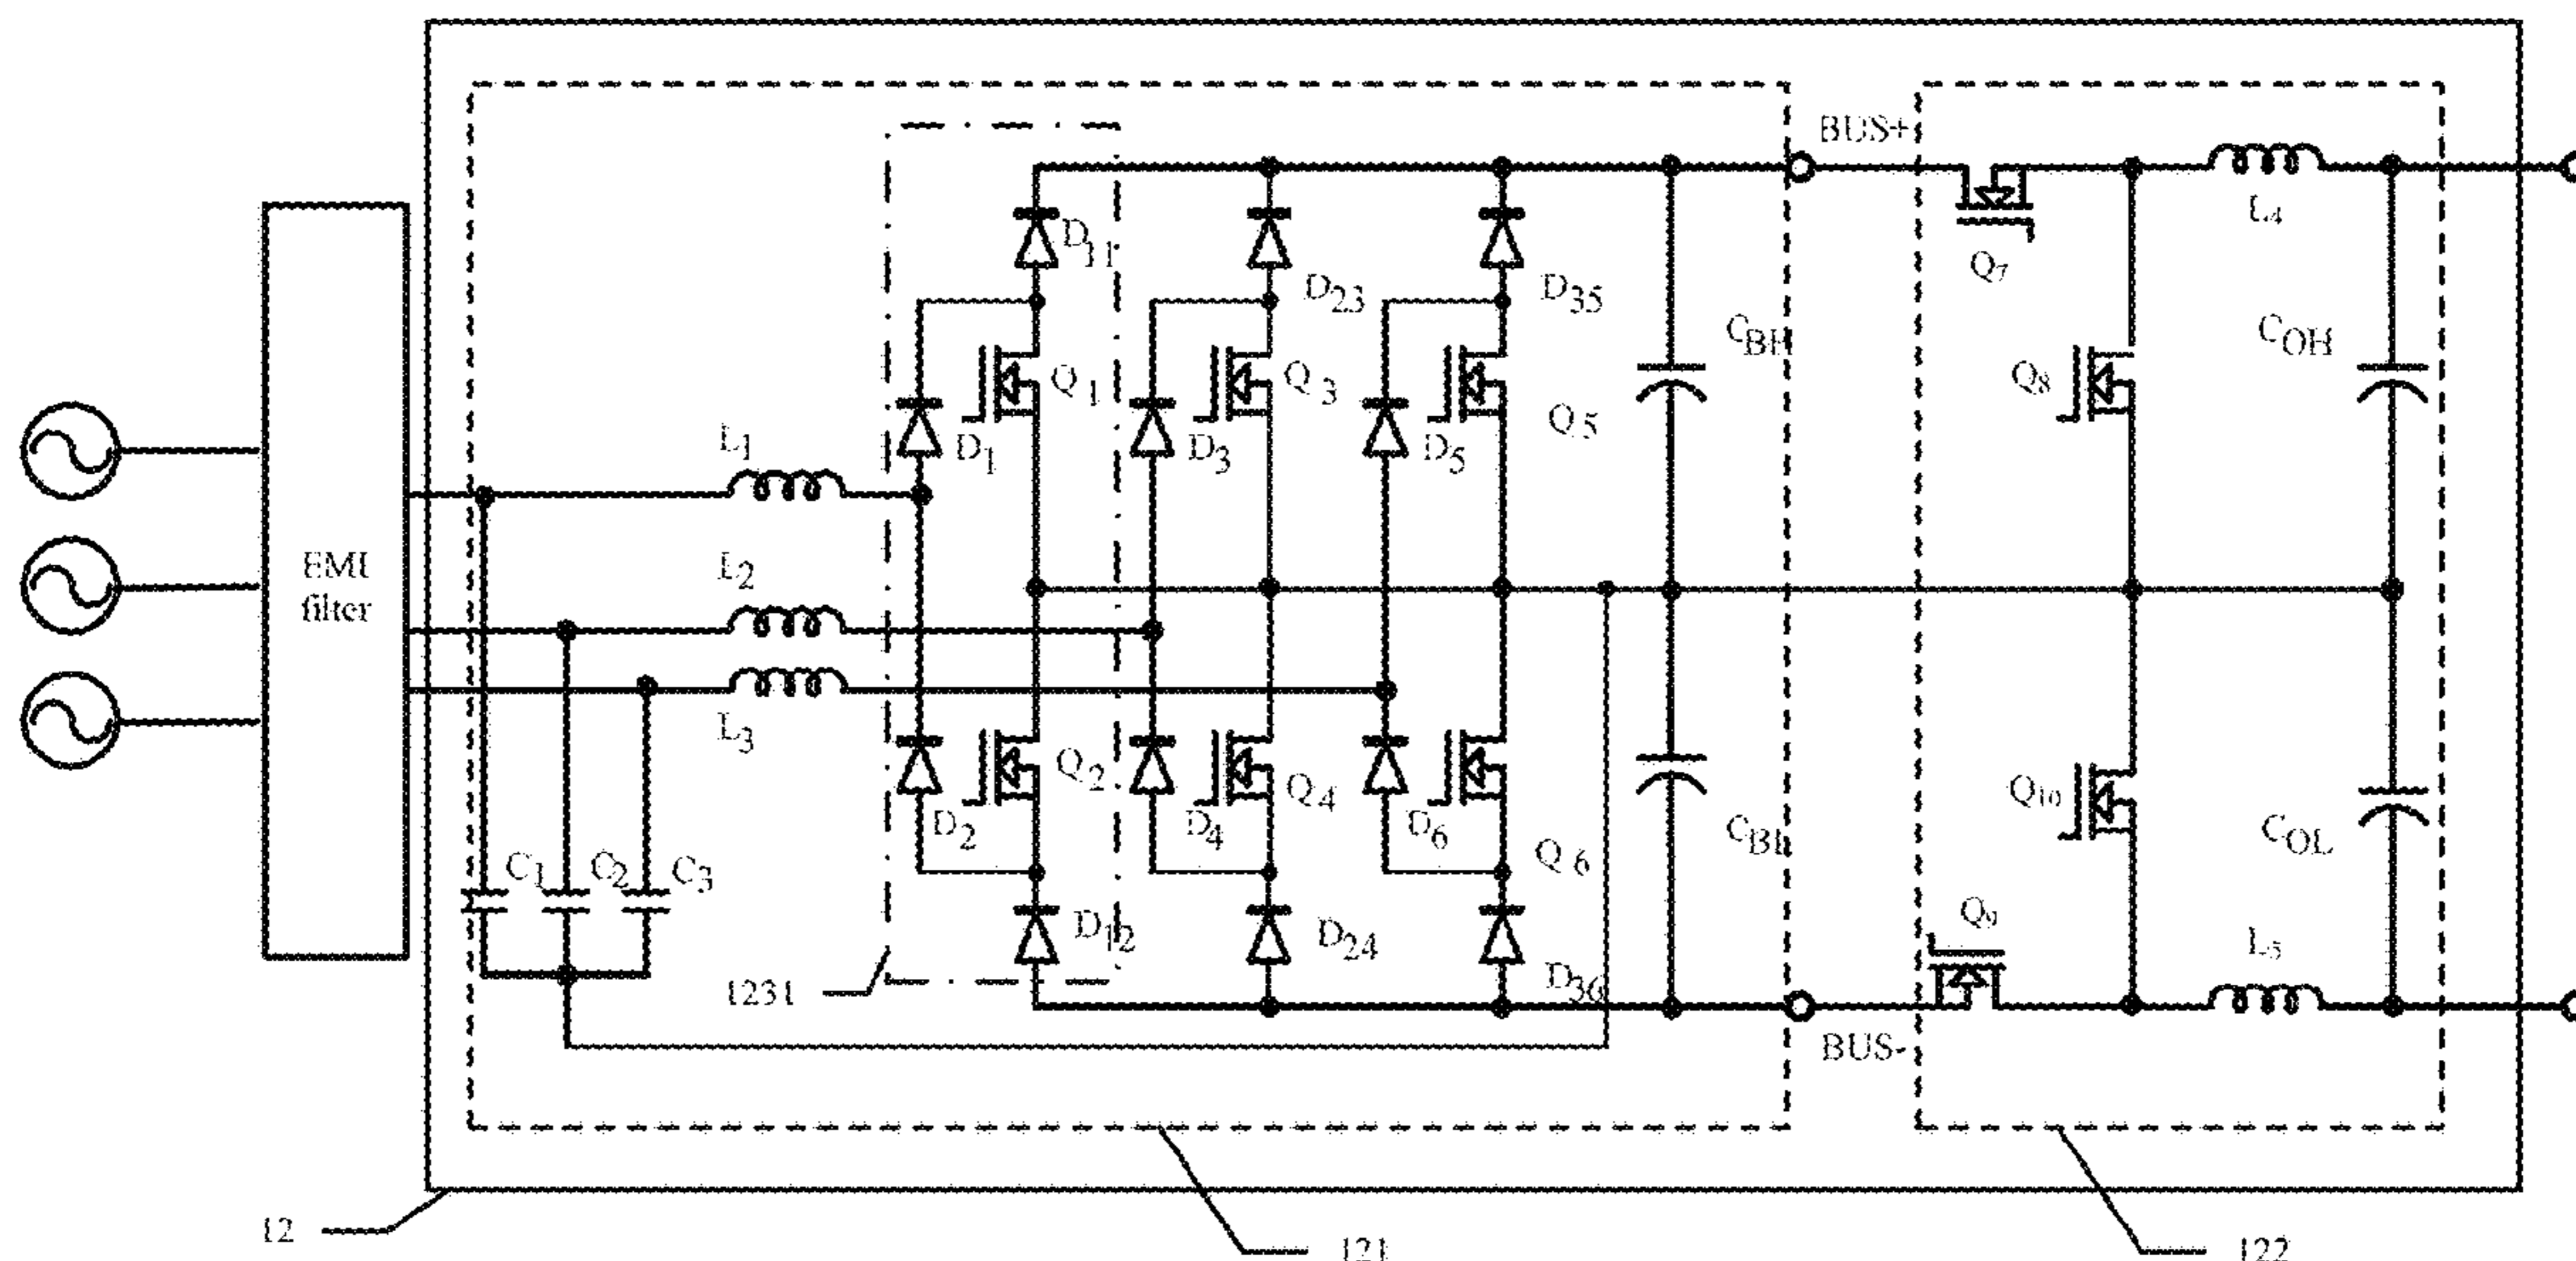 BUS+
D11
L4
Q7
D23
D35
CBH
COH
Q1
Q3
Q8
Q5
L1
D1
D3
D5
EMI
filter
L2
L3
Q2
Q4
Q10
D2
D4
D6
CBL
COL
Q6
C1
C2
C3
D12
D24
Q9
L5
1231
D36
BUS-
12
121
122